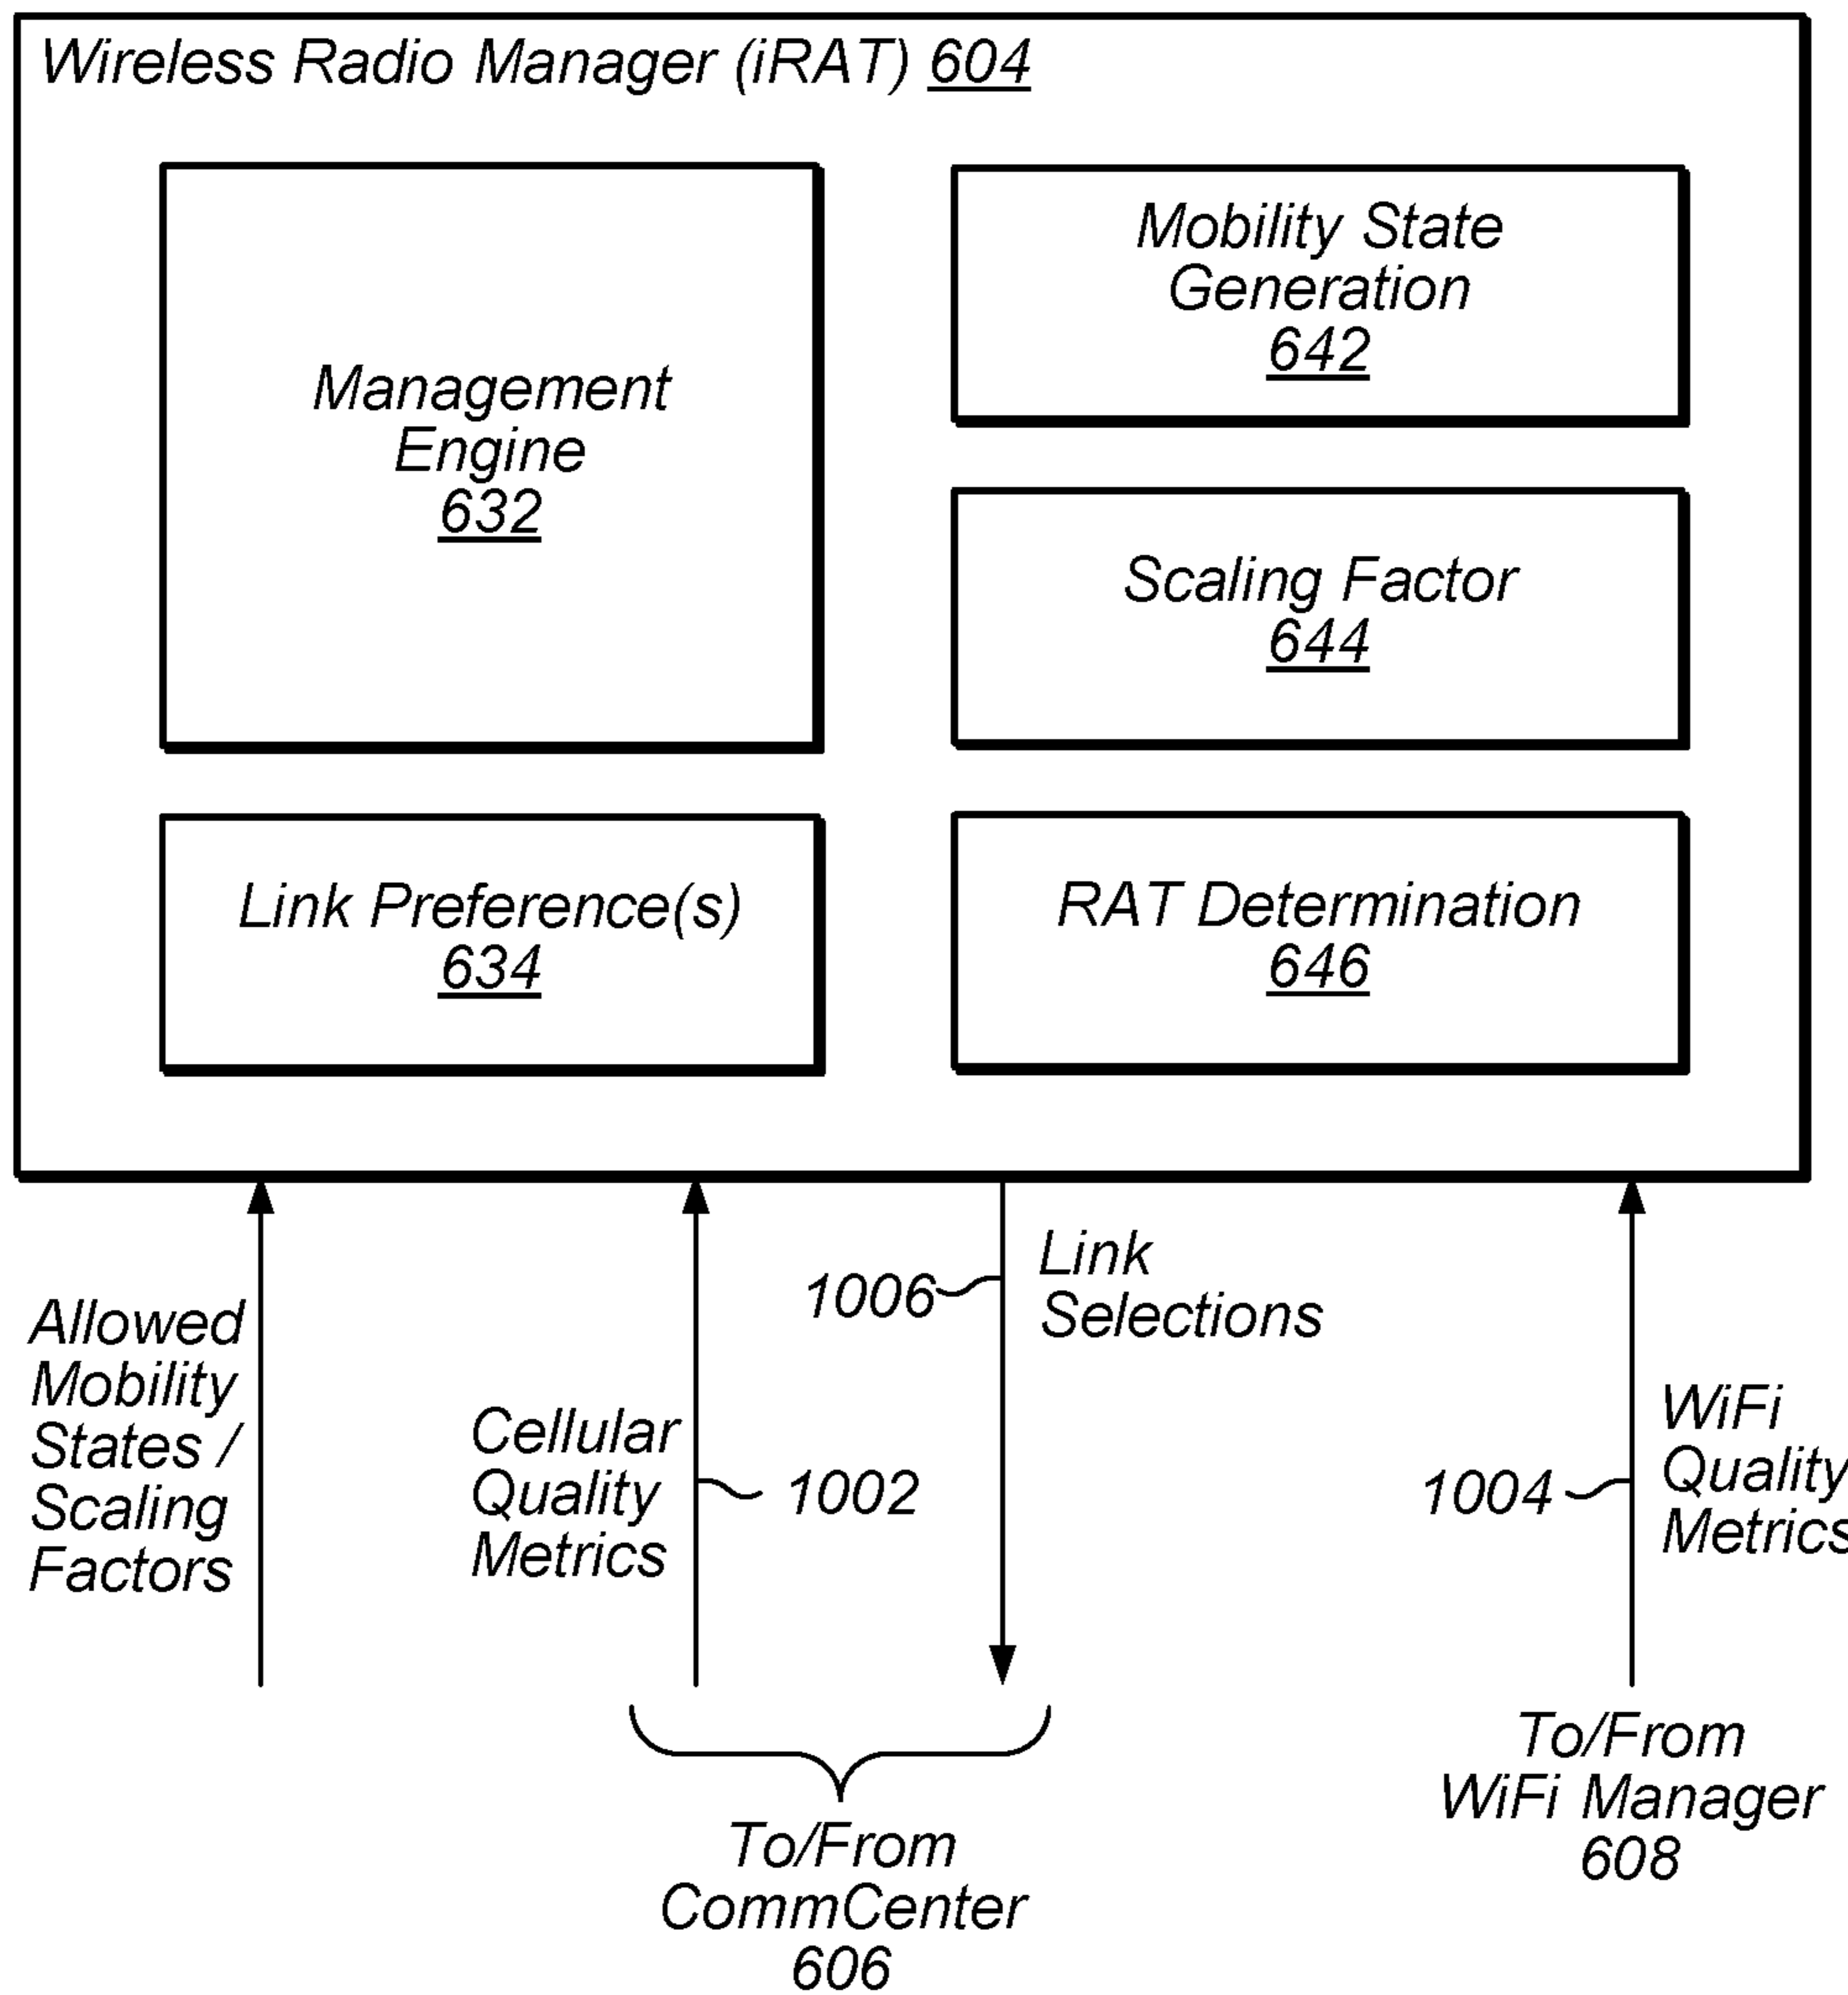 Wireless Radio Manager (iRAT) 604
Management
Engine
632
Mobility State
Generation
642
Scaling Factor
644
Link Preference(s)
634
RAT Determination
646
Allowed
Mobility
States /
Scaling
Factors
Cellular
Quality
Metrics
1002
1006
Link
Selections
1004
WiFi
Quality
Metrics
To/From
CommCenter
606
To/From
WiFi Manager
608